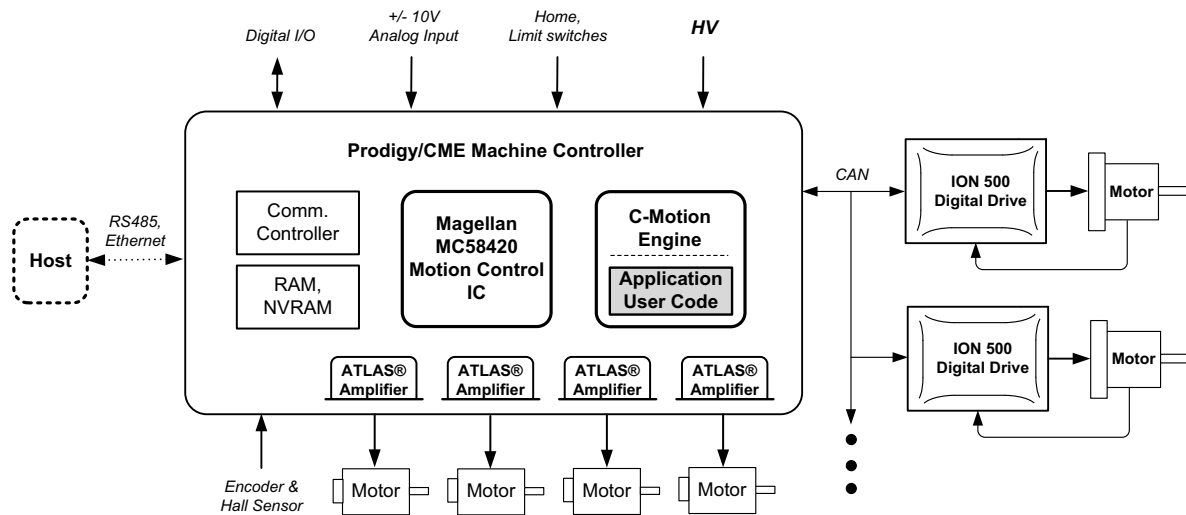 Digital I/O
+/- 10V
Analog Input
Home,
Limit switches
HV
Prodigy/CME Machine Controller
Comm.
Controller
RAM,
NVRAM
Magellan
MC58420
Motion Control
IC
C-Motion
Engine
Application
User Code
Host
RS485,
Ethernet
CAN
ION 500
Digital Drive
Motor
ION 500
Digital Drive
Motor
ATLAS®
Amplifier
ATLAS®
Amplifier
ATLAS®
Amplifier
ATLAS®
Amplifier
Encoder &
Hall Sensor
Motor
Motor
Motor
Motor